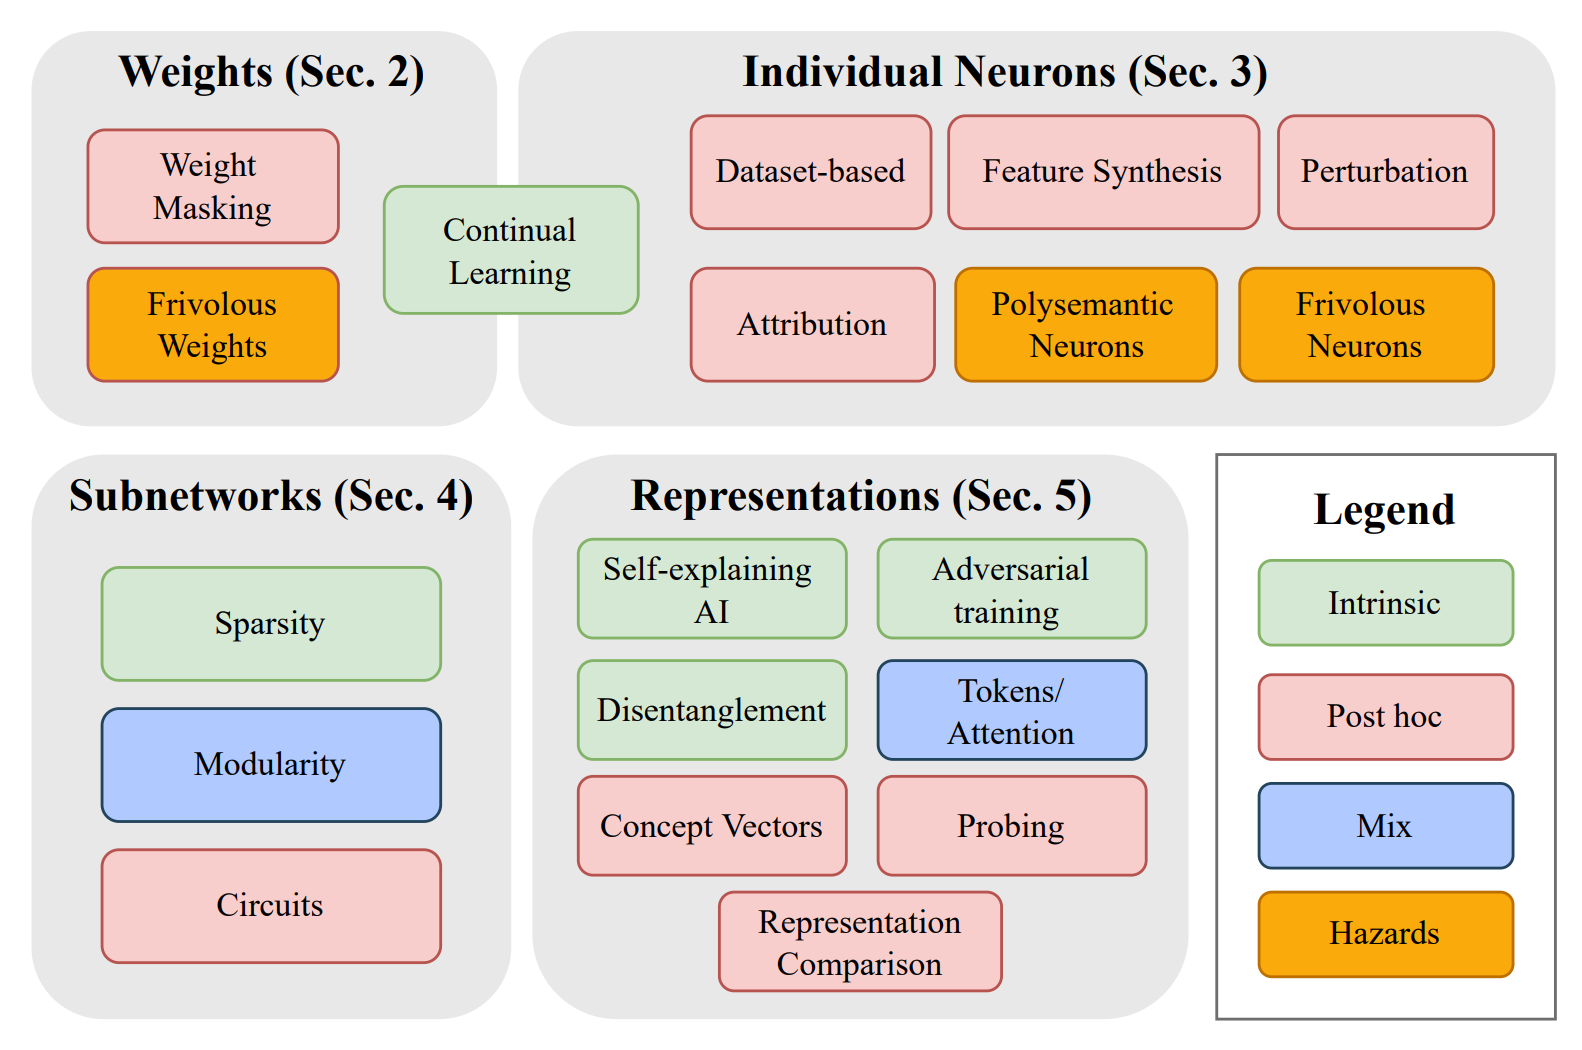 Weights (Sec. 2)
Weight
Masking
Frivolous
Weights
Continual
Learning
Individual Neurons (Sec. 3)
Dataset-based
Feature Synthesis
Perturbation
Attribution
Polysemantic
Neurons
Frivolous
Neurons
Subnetworks (Sec. 4)
Sparsity
Modularity
Circuits
Representations (Sec. 5)
Self-explaining
AI
Adversarial
training
Disentanglement
Tokens/
Attention
Concept Vectors
Probing
Representation
Comparison
Legend
Intrinsic
Post hoc
Mix
Hazards